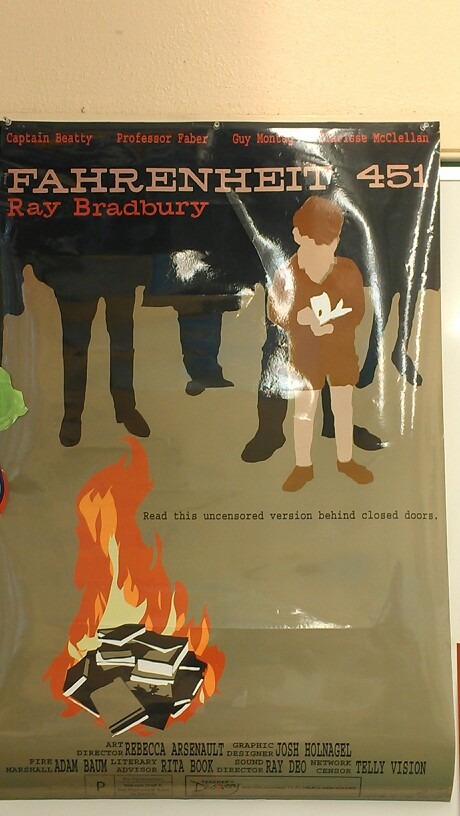 Captain Beatty Professor Faber Guy Montag Clarisse McClellan
FAHRENHEIT 451
Ray Bradbury
Read this uncensored version behind closed doors.
ART DIRECTOR REBECCA ARSENAULT GRAPHIC DESIGNER JOSH HOLNAGEL
FIRE MARSHALL ADAM BAUM LITERARY ADVISOR RITA BOOK SOUND DIRECTOR RAY DEO NETWORK CENSOR TELLY VISION
P